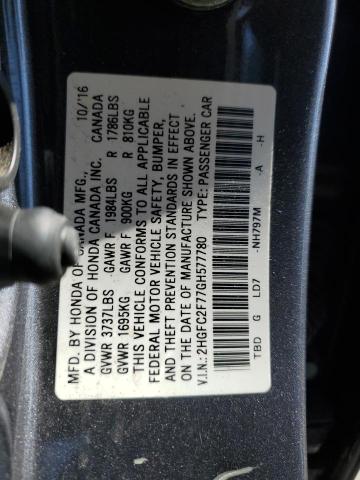 MFD. BY HONDA OF CANADA MFG., 10/'16
A DIVISION OF HONDA CANADA INC. CANADA
GVWR 3737LBS GAWR F 1984LBS R 1786LBS
GVWR 1695KG GAWR F 900KG R 810KG
THIS VEHICLE CONFORMS TO ALL APPLICABLE
FEDERAL MOTOR VEHICLE SAFETY, BUMPER,
AND THEFT PREVENTION STANDARDS IN EFFECT
ON THE DATE OF MANUFACTURE SHOWN ABOVE.
V.I.N.: 2HGFC2F77GH577780 TYPE: PASSENGER CAR
TBD G LD7 -NH797M -A -H